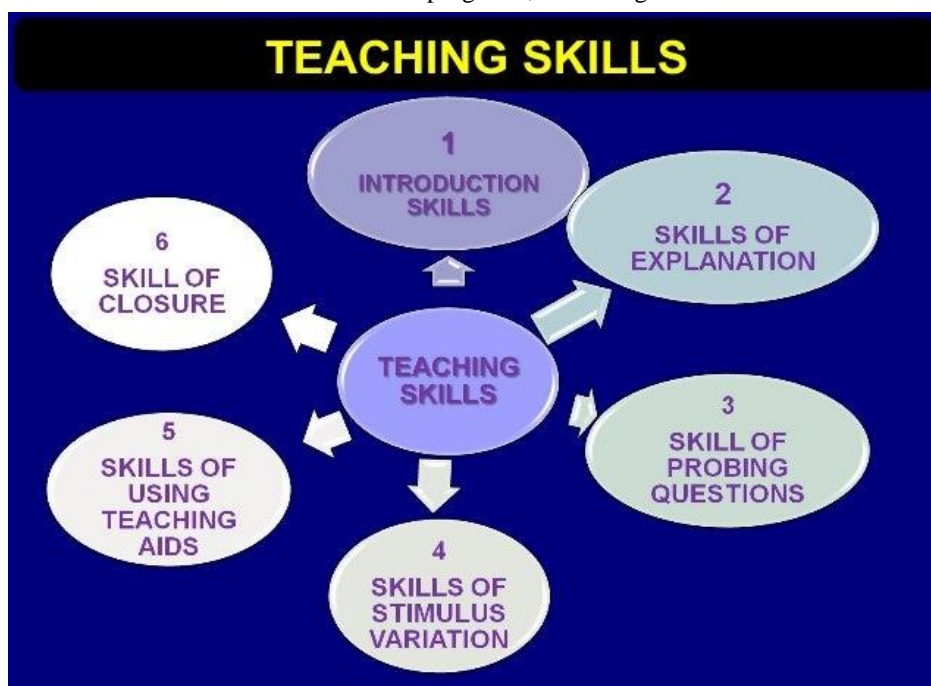 TEACHING SKILLS
1
INTRODUCTION
SKILLS
2
SKILLS OF
EXPLANATION
3
SKILL OF
PROBING
QUESTIONS
4
SKILLS OF
STIMULUS
VARIATION
5
SKILLS OF
USING
TEACHING
AIDS
6
SKILL OF
CLOSURE
TEACHING
SKILLS